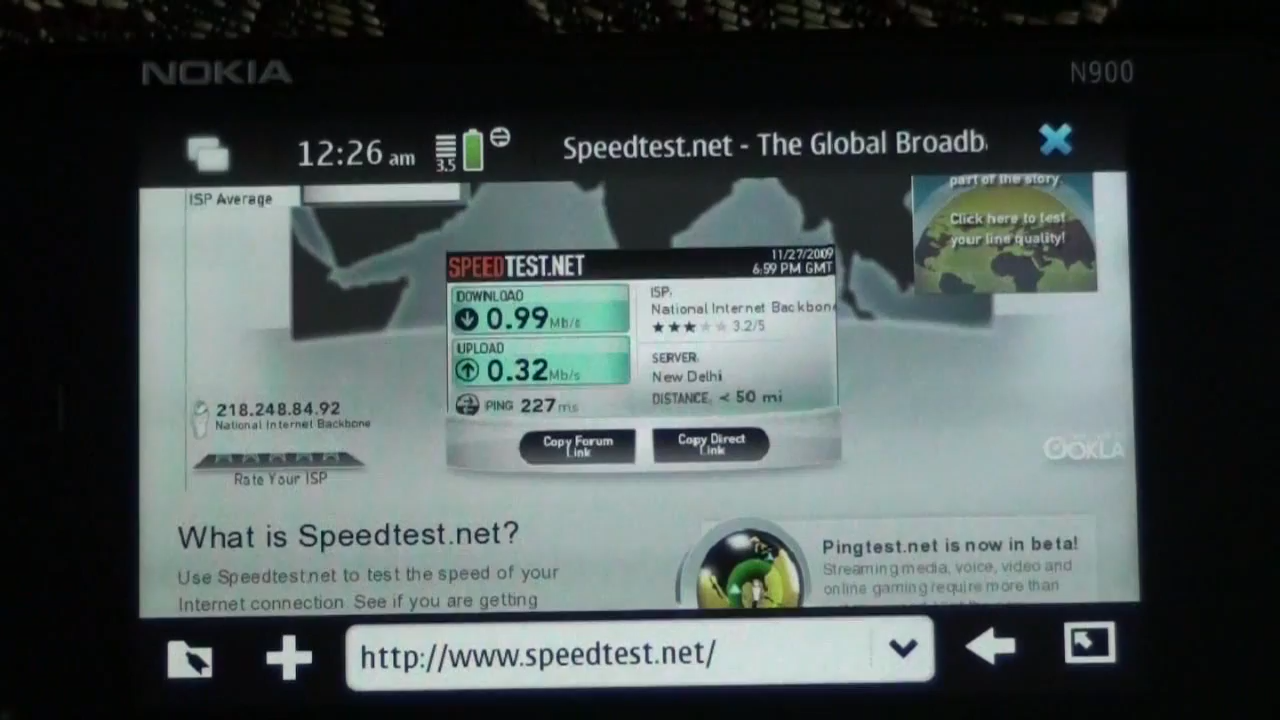 NOKIA
N900
12:26 am
3.5
Speedtest.net - The Global Broadb
ISP Average
part of the story.
Click here to test
your line quality!
SPEEDTEST.NET
11/27/2009
6:59 PM GMT
DOWNLOAD
0.99 Mb/s
UPLOAD
0.32 Mb/s
PING 227 ms
ISP:
National Internet Backbon
3.2/5
SERVER:
New Delhi
DISTANCE: < 50 mi
218.248.84.92
National Internet Backbone
Rate Your ISP
Copy Forum
Link
Copy Direct
Link
OOKLA
What is Speedtest.net?
Use Speedtest.net to test the speed of your
Internet connection. See if you are getting
Pingtest.net is now in beta!
Streaming media, voice, video and
online gaming require more than
http://www.speedtest.net/